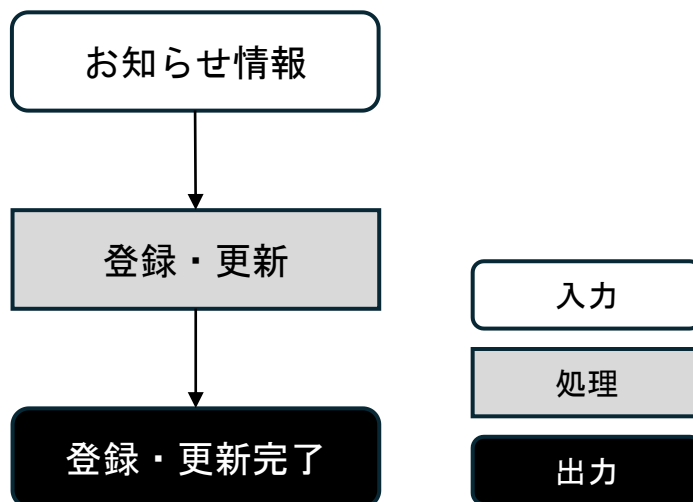 お知らせ情報
登録・更新
登録・更新完了
入力
処理
出力